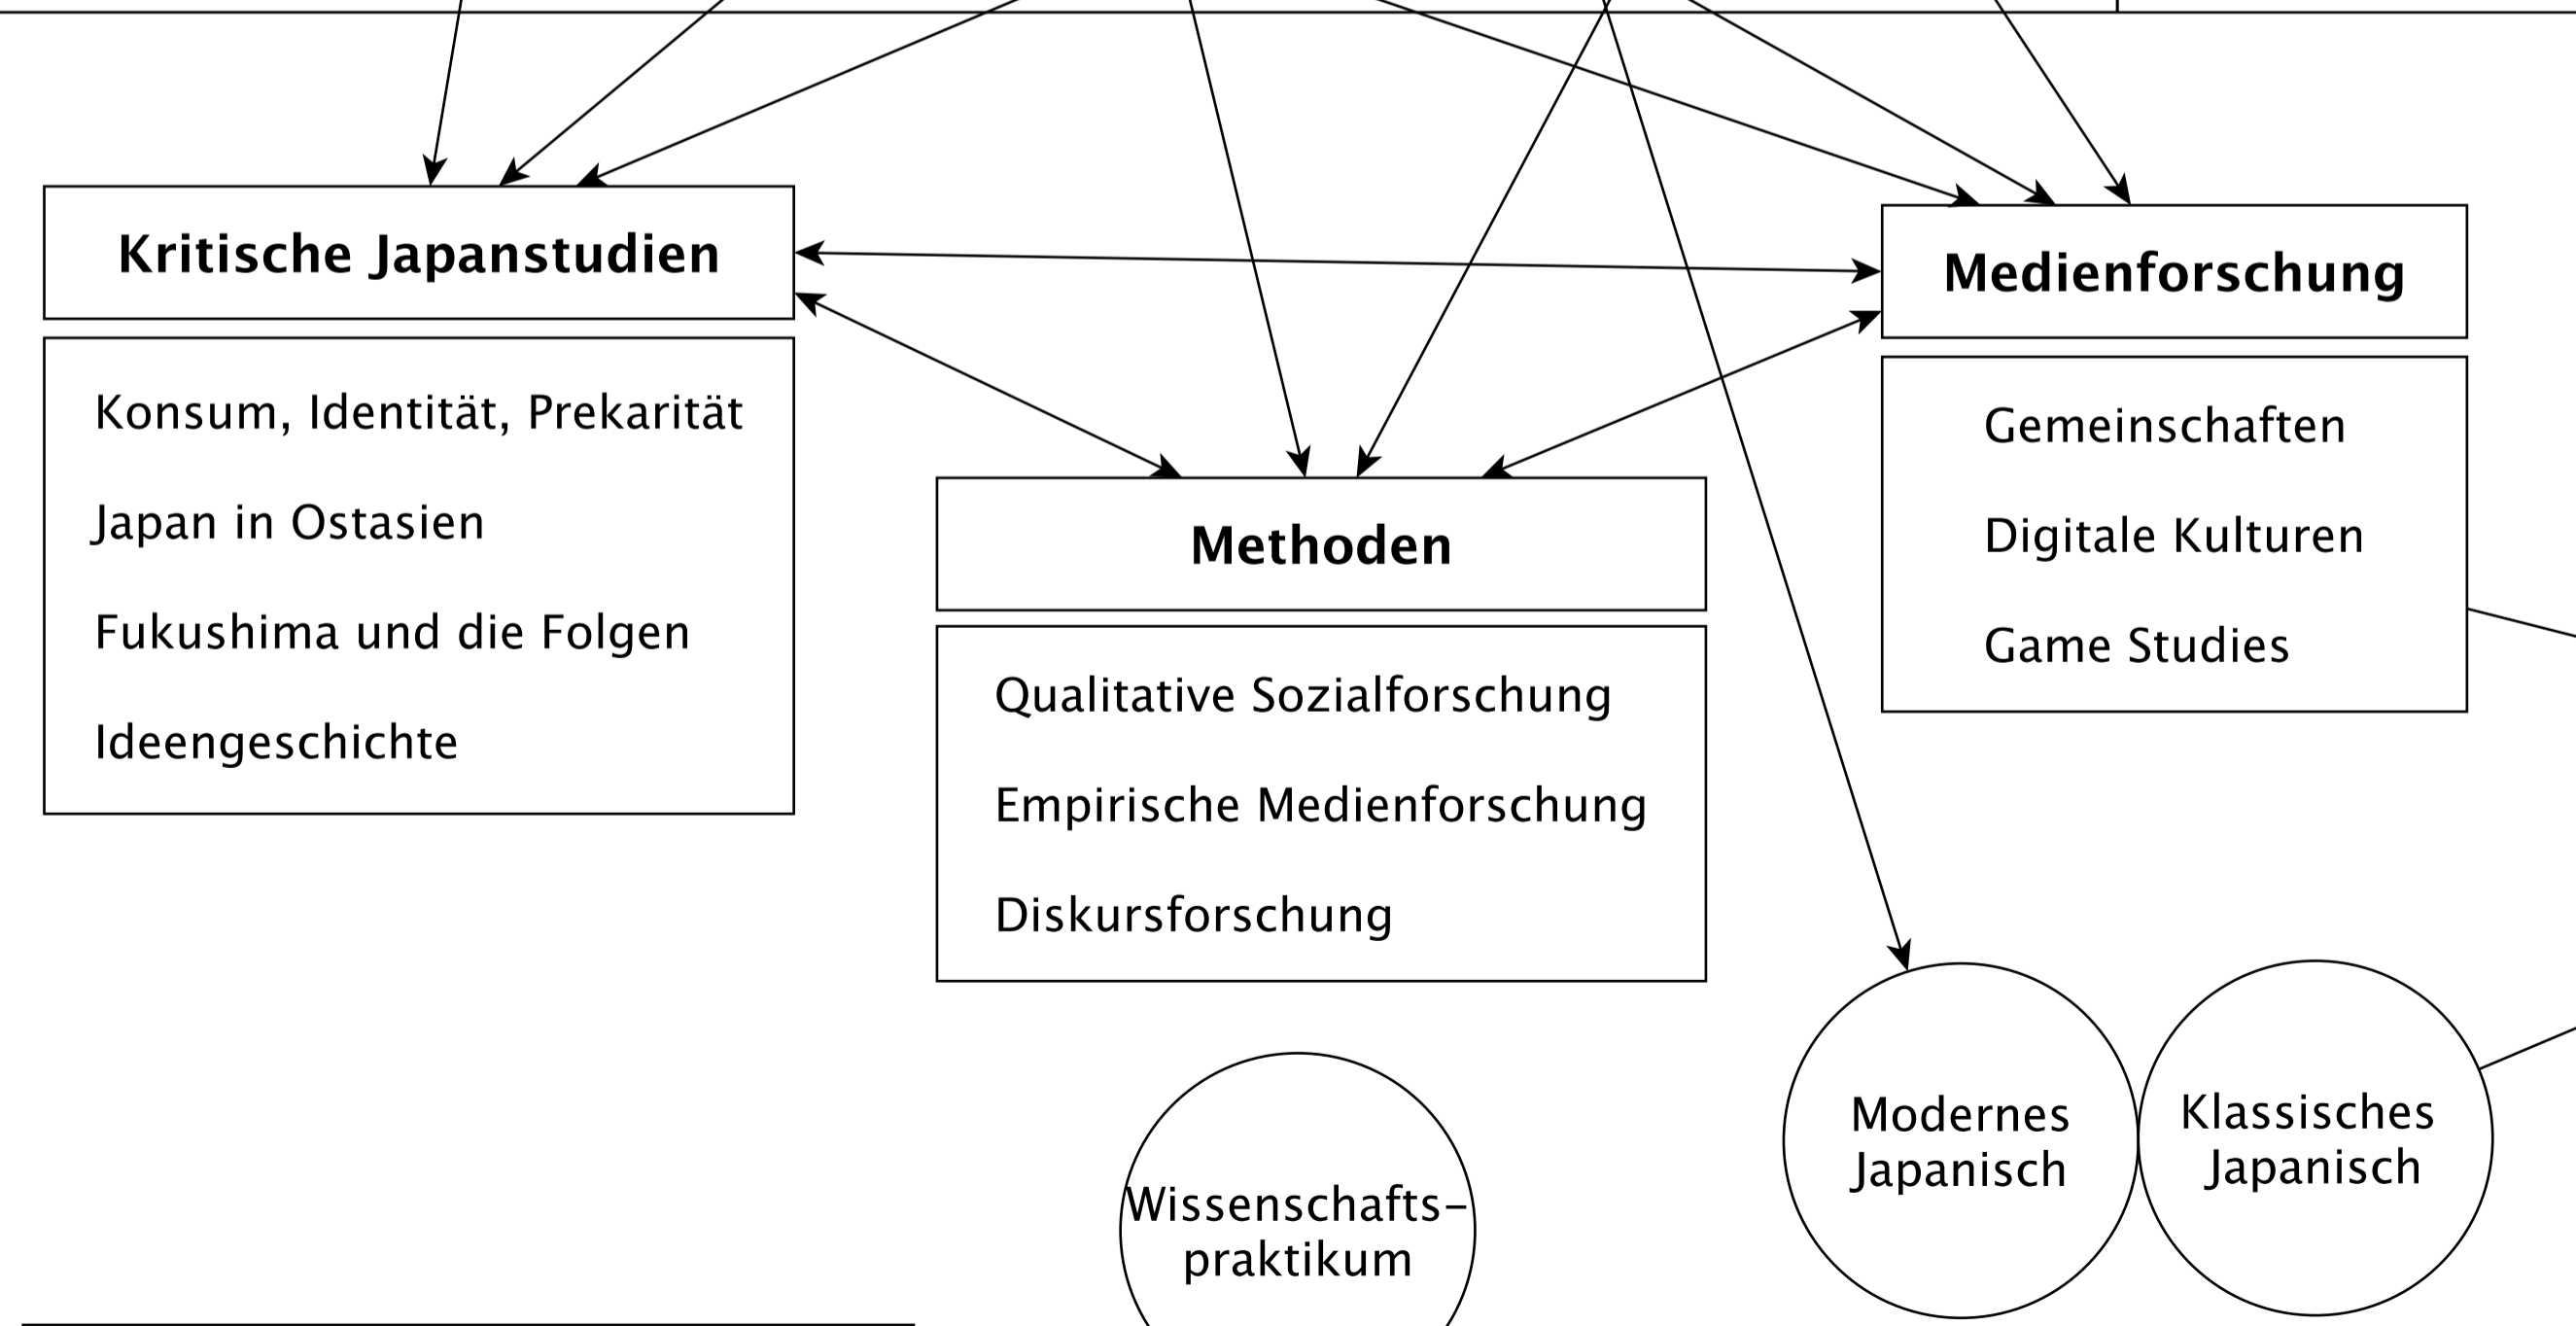 Kritische Japanstudien
Konsum, Identität, Prekarität
Japan in Ostasien
Fukushima und die Folgen
Ideengeschichte
Methoden
Qualitative Sozialforschung
Empirische Medienforschung
Diskursforschung
Medienforschung
Gemeinschaften
Digitale Kulturen
Game Studies
Wissenschafts-
praktikum
Modernes
Japanisch
Klassisches
Japanisch